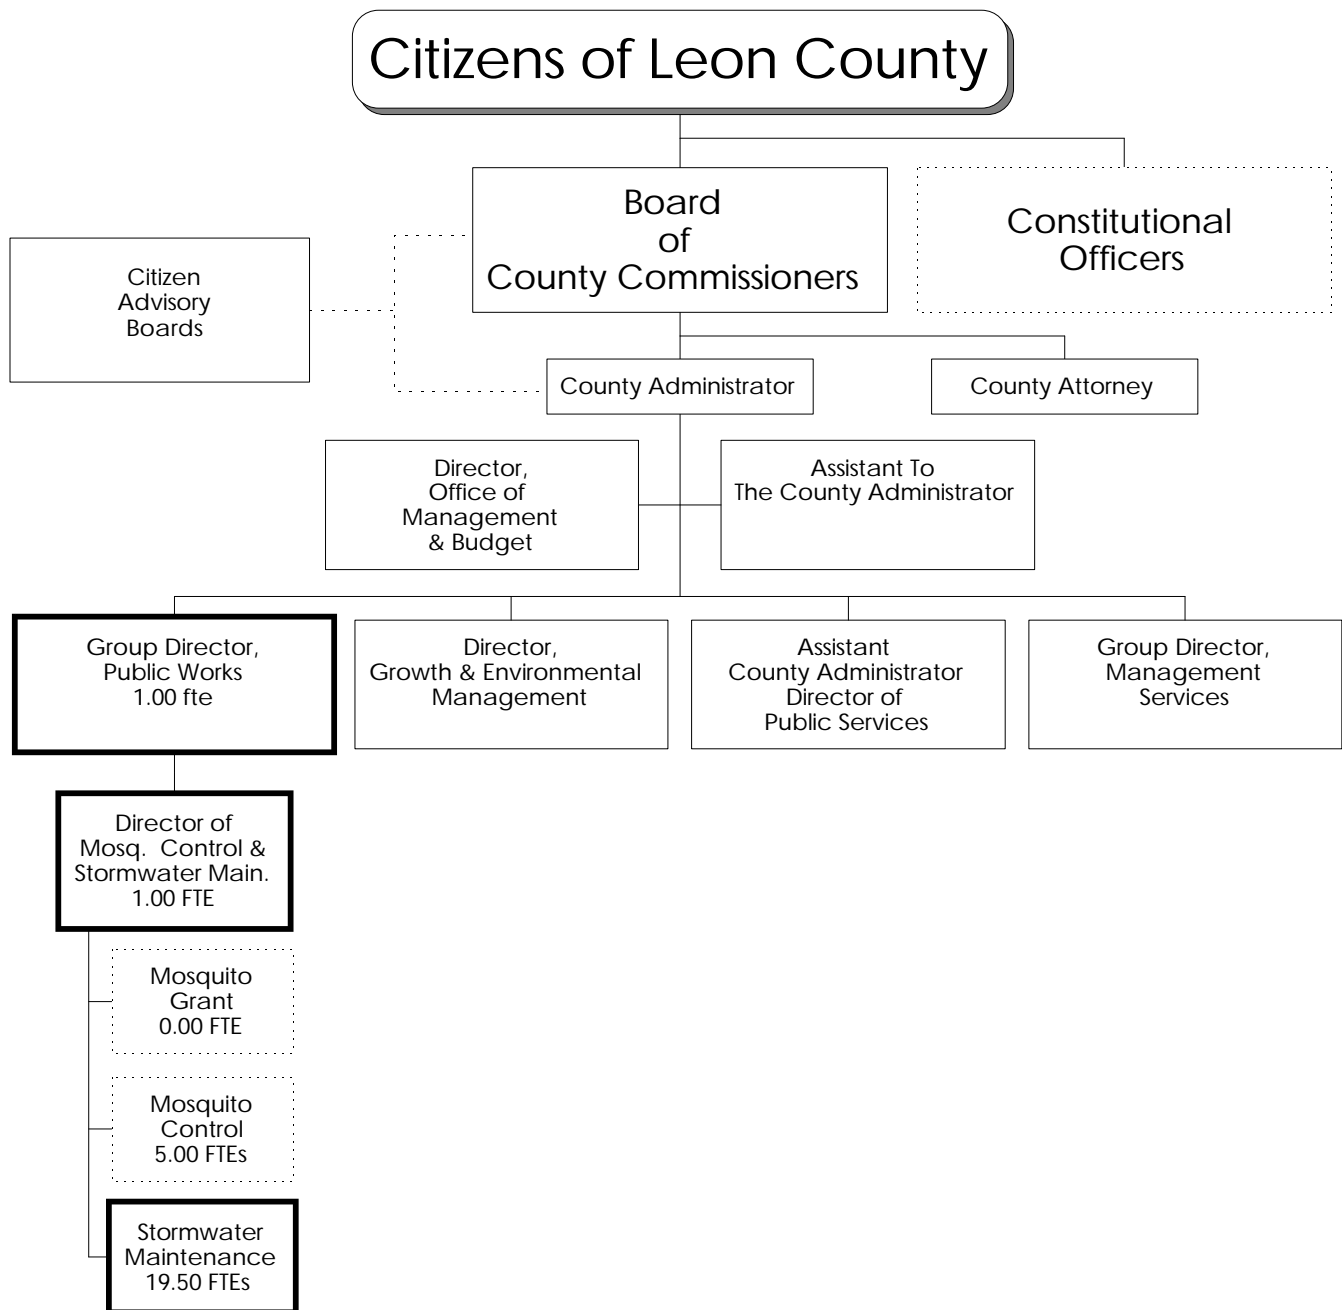 Citizens of Leon County
Board
of
County Commissioners
Constitutional
Officers
Citizen
Advisory
Boards
County Administrator
County Attorney
Director,
Office of
Management
& Budget
Assistant To
The County Administrator
Group Director,
Public Works
1.00 fte
Director,
Growth & Environmental
Management
Assistant
County Administrator
Director of
Public Services
Group Director,
Management
Services
Director of
Mosq. Control &
Stormwater Main.
1.00 FTE
Mosquito
Grant
0.00 FTE
Mosquito
Control
5.00 FTEs
Stormwater
Maintenance
19.50 FTEs